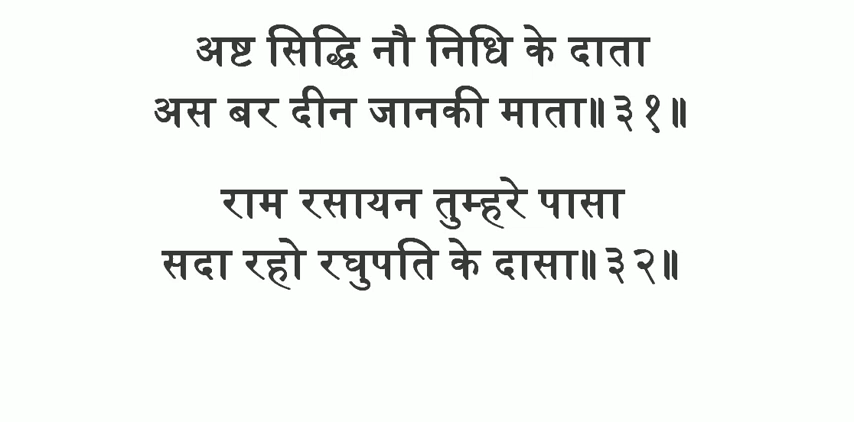 अष्ट सिद्धि नौ निधि के दाता
अस बर दीन जानकी माता॥३१॥
राम रसायन तुम्हरे पासा
सदा रहो रघुपति के दासा॥३२॥